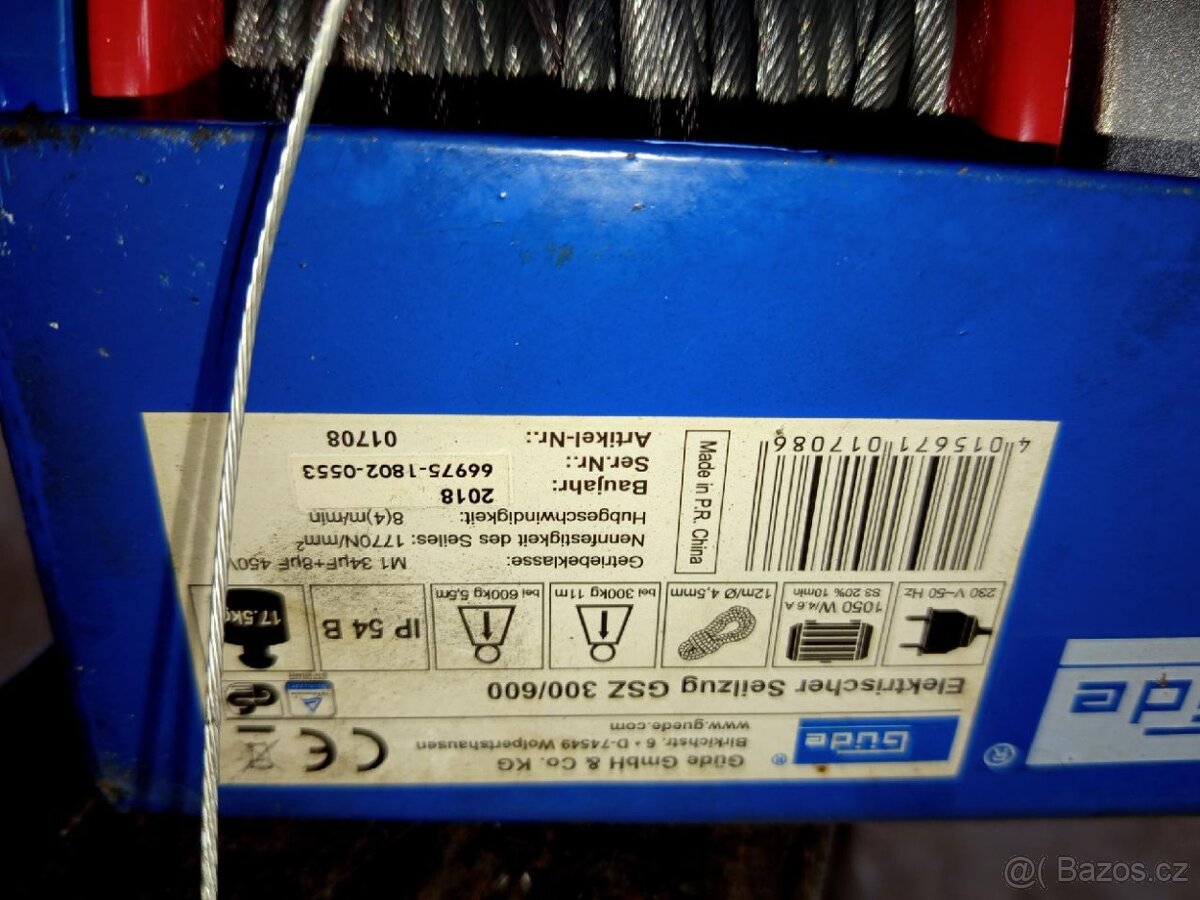 Güde
Güde GmbH & Co. KG
Birkichstr. 6 • D-74549 Wolpertshausen
www.guede.com
Elektrischer Seilzug GSZ 300/600
230 V~50 Hz
1050 W/4.6 A
S3 20% 10min
12m/Ø 4,5mm
bei 300kg 11m
bei 600kg 5,5m
IP 54 B
17.5kg
Getriebeklasse: M1 34µF+8µF 450V
Nennfestigkeit des Seiles: 1770N/mm²
Hubgeschwindigkeit: 8(4)m/min
Baujahr: 2018
Ser.Nr.: 66975-1802-0553
Artikel-Nr.: 01708
Made in P.R. China
4 015671 017086
Güde ®
@( Bazos.cz